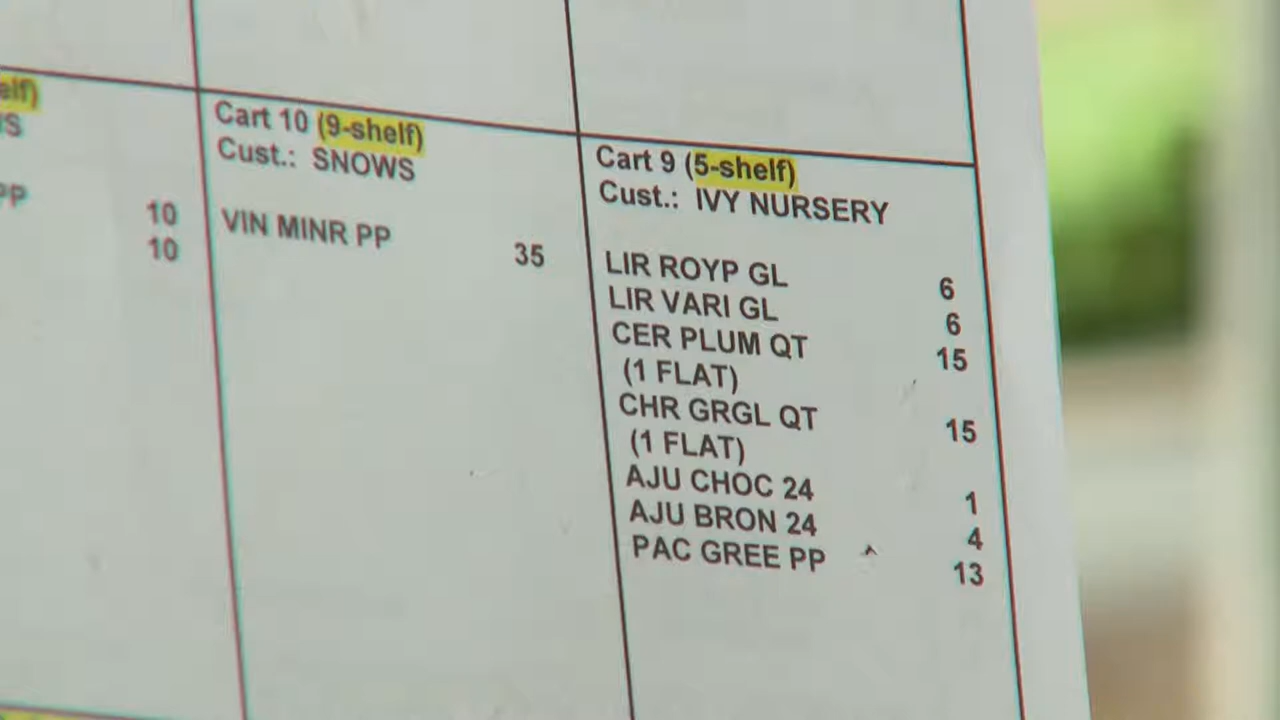 elf)
PP
10
10
Cart 10 (9-shelf)
Cust.: SNOWS
VIN MINR PP 35
Cart 9 (5-shelf)
Cust.: IVY NURSERY
LIR ROYP GL 6
LIR VARI GL 6
CER PLUM QT 15
(1 FLAT)
CHR GRGL QT 15
(1 FLAT)
AJU CHOC 24 1
AJU BRON 24 4
PAC GREE PP 13